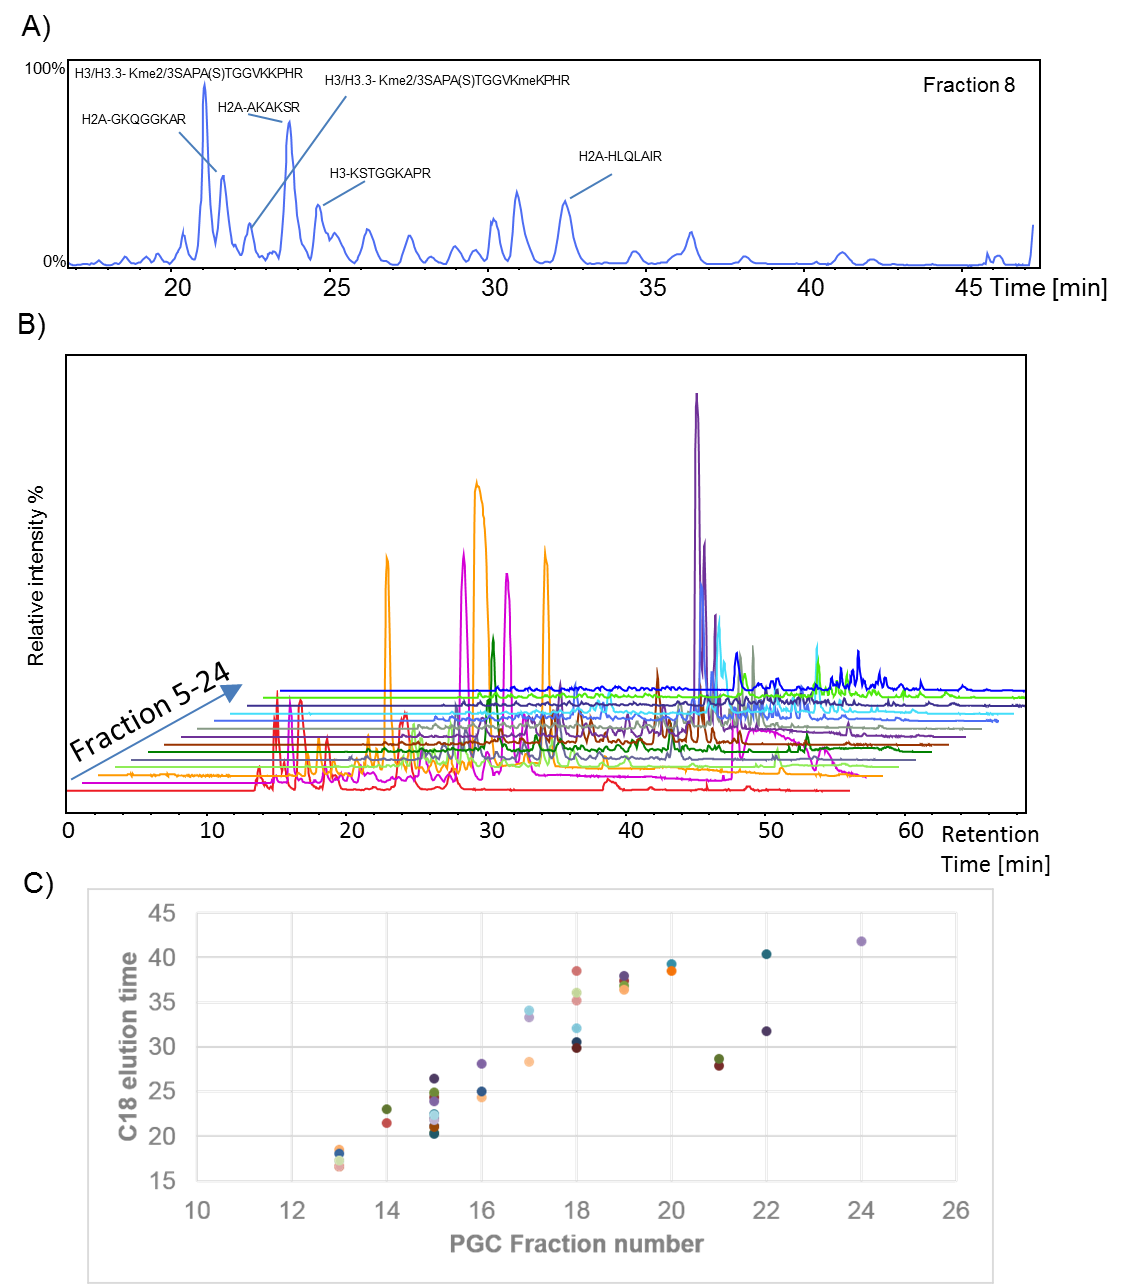 A)
100%
H3/H3.3- Kme2/3SAPA(S)TGGVKKPHR
H3/H3.3- Kme2/3SAPA(S)TGGVKmeKPHR
Fraction 8
H2A-GKQGGKAR
H2A-AKAKSR
H3-KSTGGKAPR
H2A-HLQLAIR
0%
20 25 30 35 40 45 Time [min]
B)
Relative intensity %
Fraction 5-24
0 10 20 30 40 50 60 Retention
Time [min]
C)
45
40
35
30
25
20
15
C18 elution time
10 12 14 16 18 20 22 24 26
PGC Fraction number